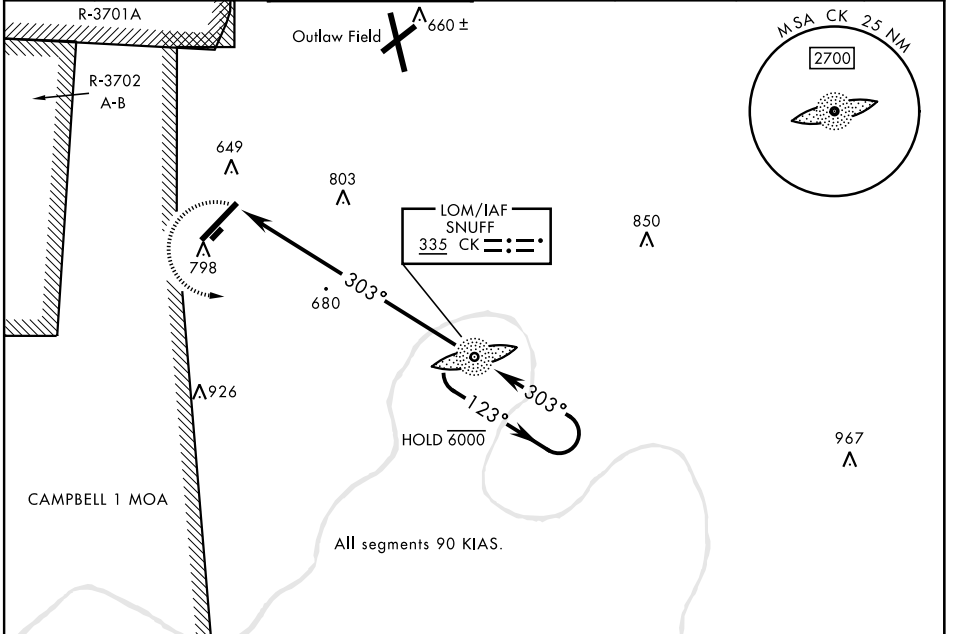 R-3701A
Outlaw Field
660 ±
MSA CK 25 NM
2700
R-3702
A-B
649
803
LOM/IAF
SNUFF
335 CK
850
798
303°
680
926
123°
303°
HOLD 6000
967
CAMPBELL 1 MOA
All segments 90 KIAS.